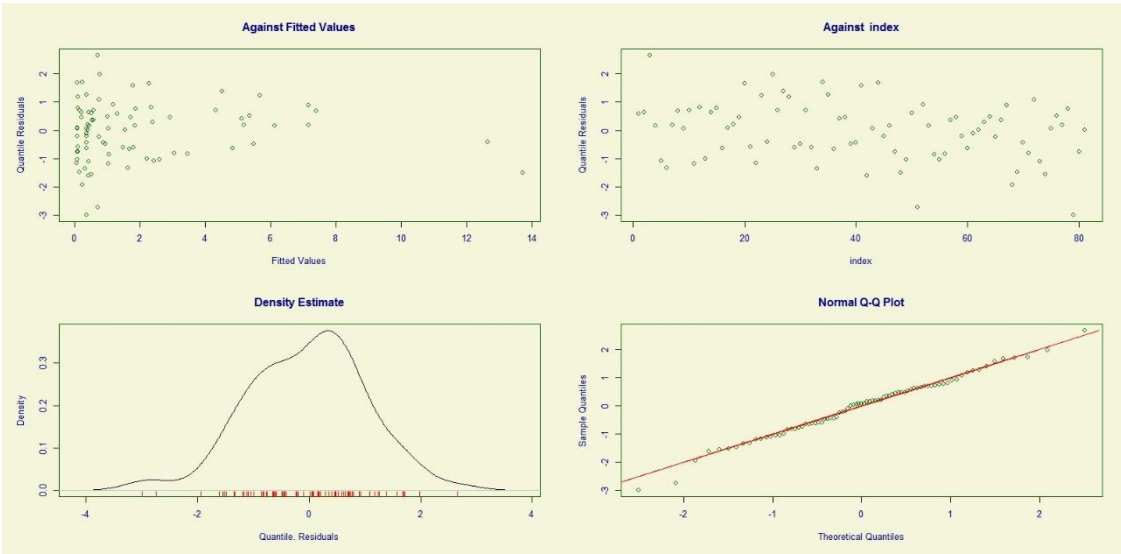 Against Fitted Values
Quantile Residuals
-3 -2 -1 0 1 2
0 2 4 6 8 10 12 14
Fitted Values
Against index
Quantile Residuals
-3 -2 -1 0 1 2
0 20 40 60 80
index
Density Estimate
Density
0.0 0.1 0.2 0.3
-4 -2 0 2 4
Quantile. Residuals
Normal Q-Q Plot
Sample Quantiles
-3 -2 -1 0 1 2
-2 -1 0 1 2
Theoretical Quantiles